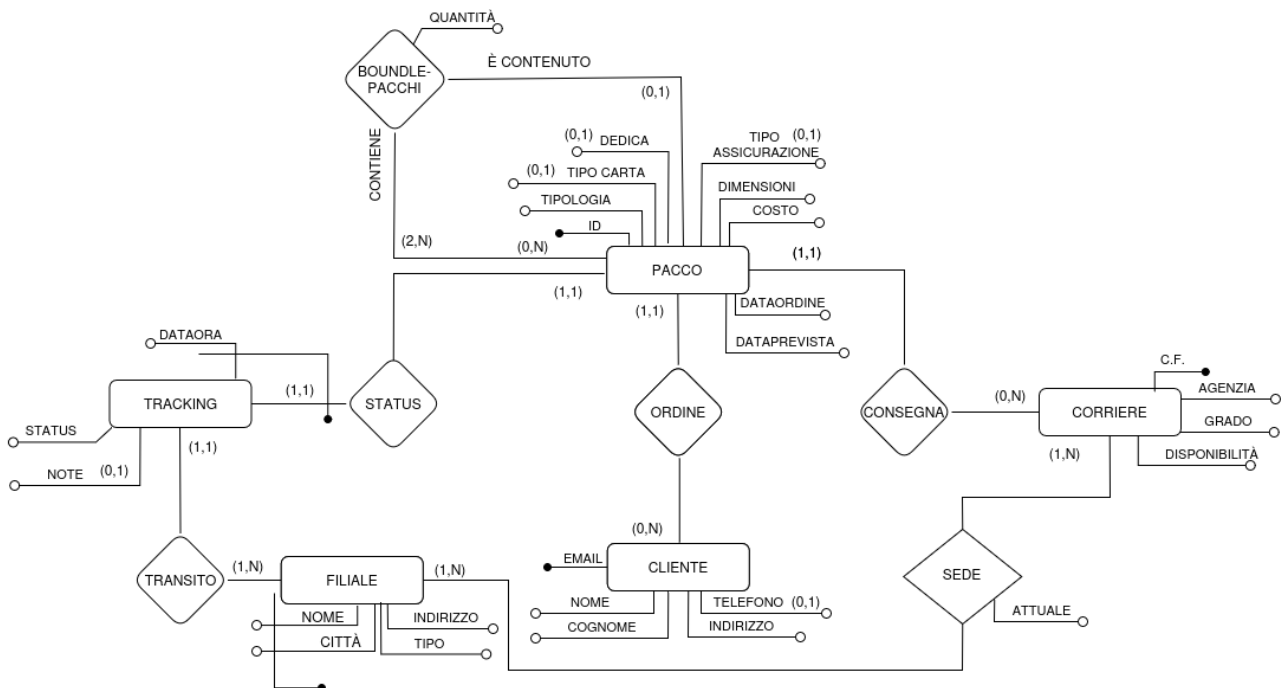 QUANTITÀ
BOUNDLE-
PACCHI
È CONTENUTO
(0,1)
CONTIENE
(0,1) DEDICA
TIPO (0,1)
ASSICURAZIONE
(0,1) TIPO CARTA
DIMENSIONI
TIPOLOGIA
COSTO
ID
(2,N)
(0,N)
(1,1)
PACCO
(1,1)
(1,1)
DATAORDINE
DATAPREVISTA
DATAORA
TRACKING
(1,1)
STATUS
ORDINE
CONSEGNA
(0,N)
CORRIERE
C.F.
AGENZIA
GRADO
DISPONIBILITÀ
STATUS
(1,1)
NOTE (0,1)
(1,N)
(0,N)
TRANSITO
(1,N)
FILIALE
(1,N)
EMAIL
CLIENTE
SEDE
NOME
INDIRIZZO
CITTÀ
TIPO
NOME
TELEFONO (0,1)
COGNOME
INDIRIZZO
ATTUALE